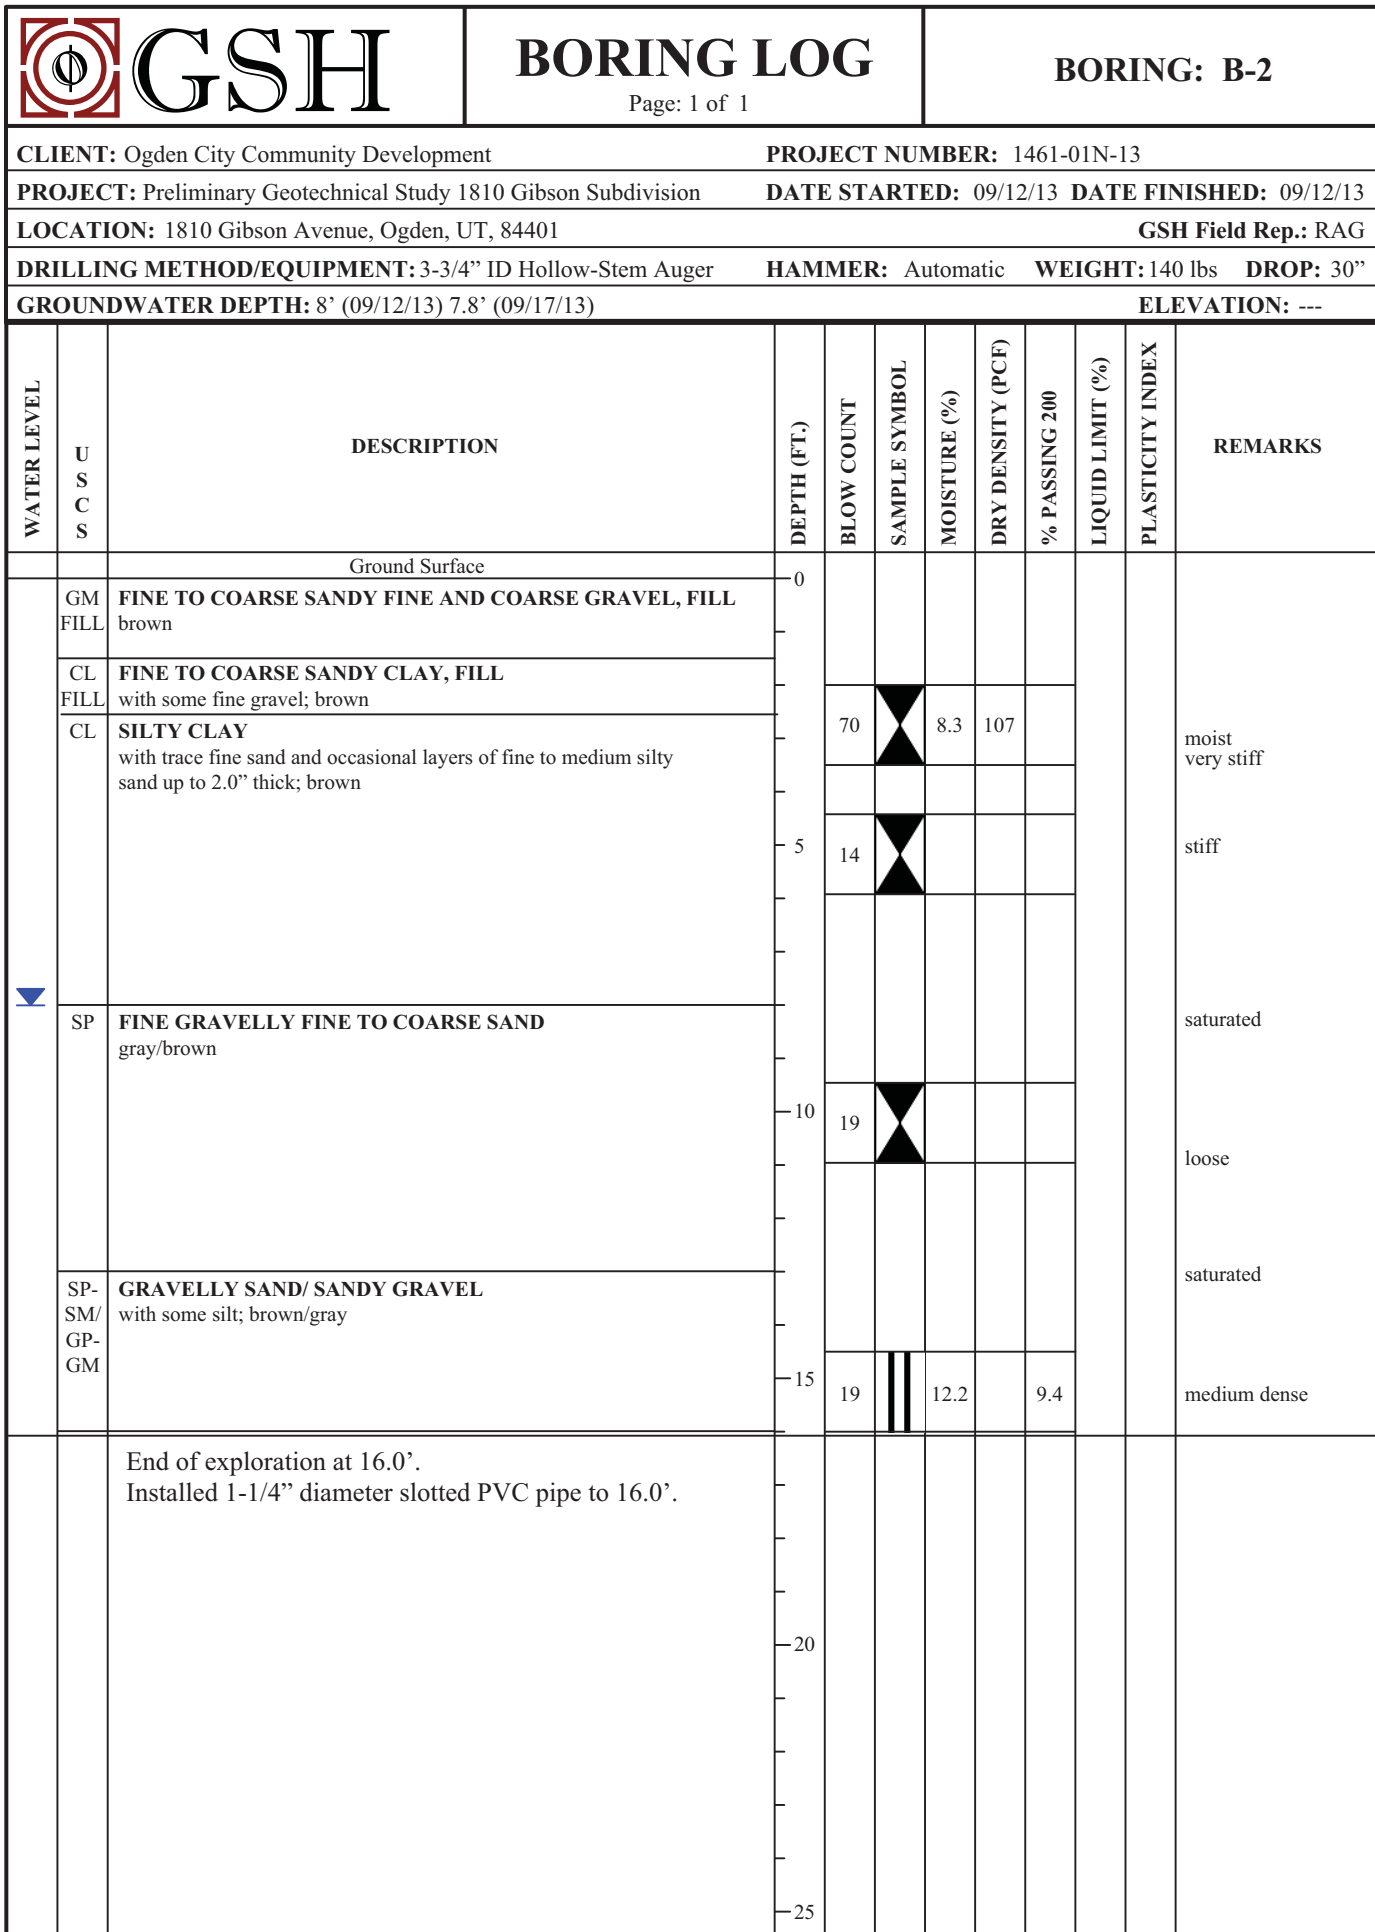 GSH
BORING LOG
Page: 1 of 1
BORING: B-2
CLIENT: Ogden City Community Development PROJECT NUMBER: 1461-01N-13
PROJECT: Preliminary Geotechnical Study 1810 Gibson Subdivision DATE STARTED: 09/12/13 DATE FINISHED: 09/12/13
LOCATION: 1810 Gibson Avenue, Ogden, UT, 84401 GSH Field Rep.: RAG
DRILLING METHOD/EQUIPMENT: 3-3/4” ID Hollow-Stem Auger HAMMER: Automatic WEIGHT: 140 lbs DROP: 30”
GROUNDWATER DEPTH: 8’ (09/12/13) 7.8’ (09/17/13) ELEVATION: ---
WATER LEVEL
U
S
C
S
DESCRIPTION
DEPTH (FT.)
BLOW COUNT
SAMPLE SYMBOL
MOISTURE (%)
DRY DENSITY (PCF)
% PASSING 200
LIQUID LIMIT (%)
PLASTICITY INDEX
REMARKS
Ground Surface
0
GM FINE TO COARSE SANDY FINE AND COARSE GRAVEL, FILL
FILL brown
CL FINE TO COARSE SANDY CLAY, FILL
FILL with some fine gravel; brown
CL SILTY CLAY
70 8.3 107
moist
with trace fine sand and occasional layers of fine to medium silty
very stiff
sand up to 2.0” thick; brown
5
14
stiff
SP FINE GRAVELLY FINE TO COARSE SAND
saturated
gray/brown
10
19
loose
saturated
SP- GRAVELLY SAND/ SANDY GRAVEL
SM/ with some silt; brown/gray
GP-
GM
15
19 12.2 9.4
medium dense
End of exploration at 16.0’.
Installed 1-1/4” diameter slotted PVC pipe to 16.0’.
20
25